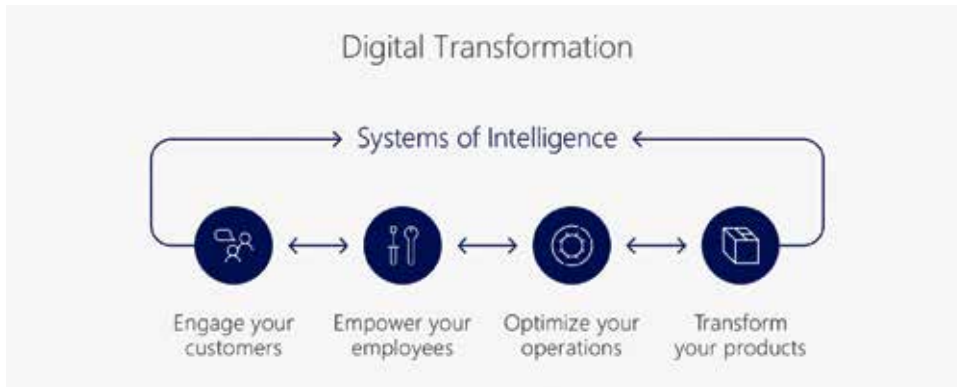 Digital Transformation
Systems of Intelligence
Engage your
customers
Empower your
employees
Optimize your
operations
Transform
your products